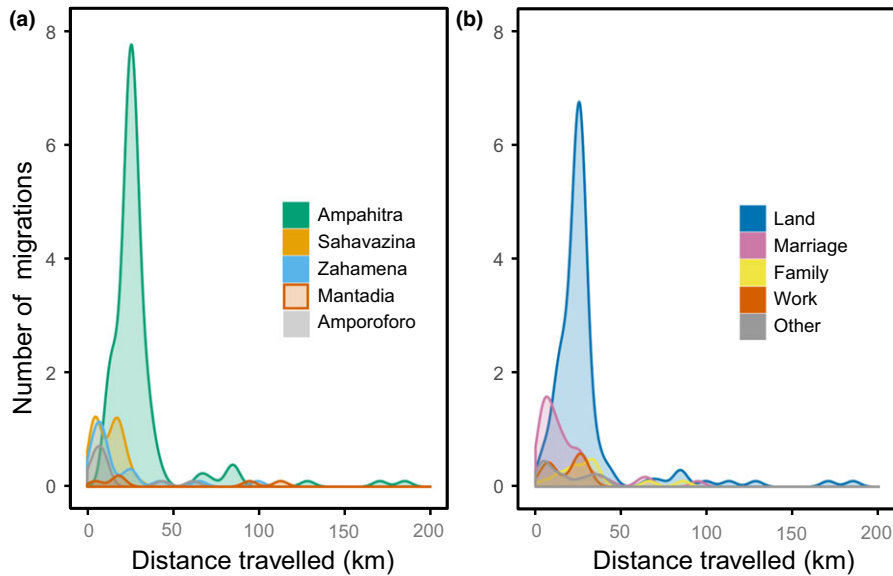 (a)
Number of migrations
8
6
4
2
0
Ampahitra
Sahavazina
Zahamena
Mantadia
Amporoforo
0 50 100 150 200
Distance travelled (km)
(b)
8
6
4
2
0
Land
Marriage
Family
Work
Other
0 50 100 150 200
Distance travelled (km)